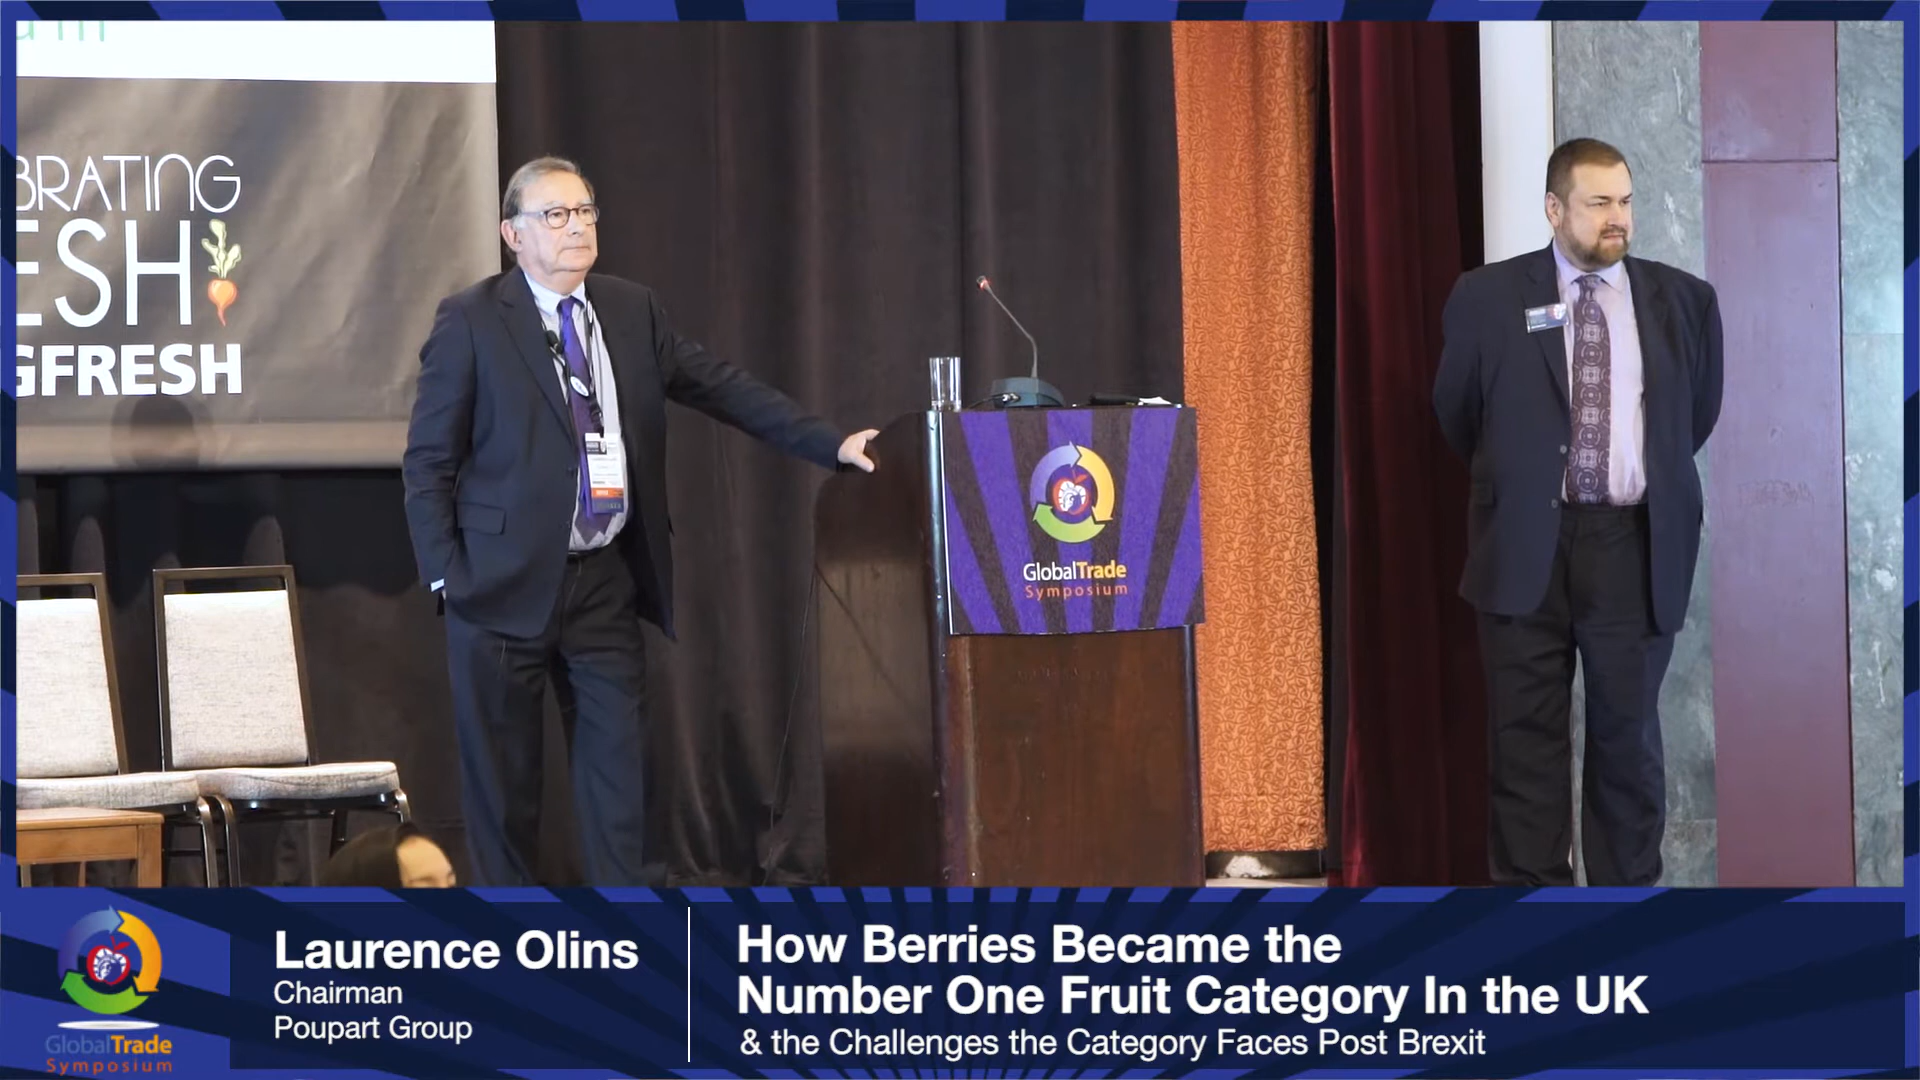 BRATING
ESH
GFRESH
GlobalTrade
Symposium
GlobalTrade
Symposium
Laurence Olins
Chairman
Poupart Group
How Berries Became the
Number One Fruit Category In the UK
& the Challenges the Category Faces Post Brexit